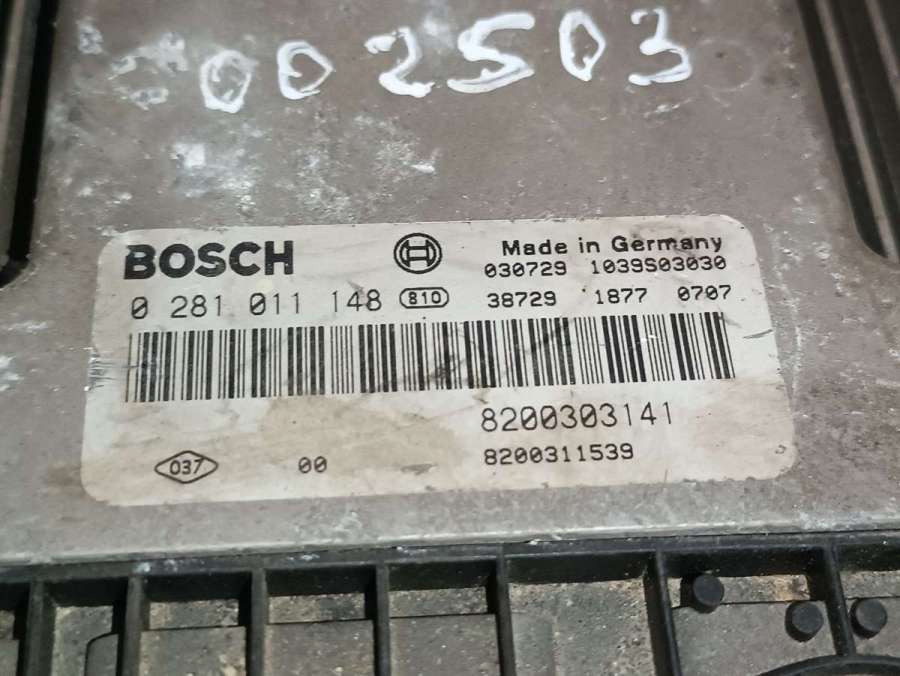 002503
BOSCH
Made in Germany
030729 1039S03030
0 281 011 148 810 38729 1877 0707
8200303141
037 00 8200311539